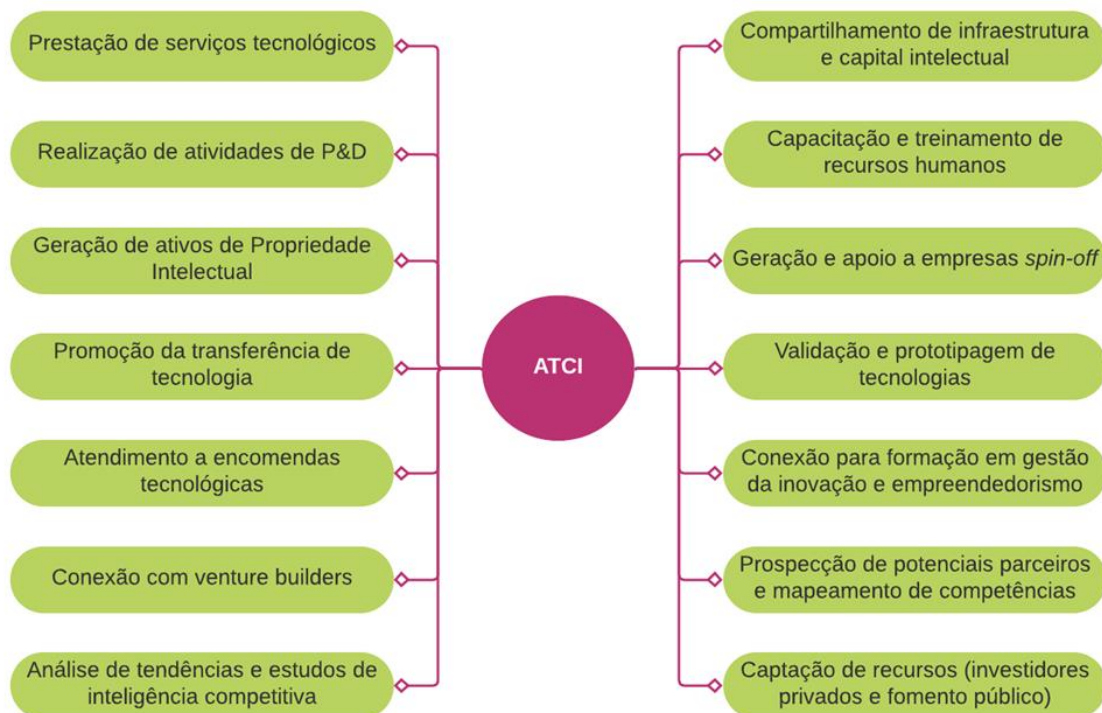 Prestação de serviços tecnológicos
Realização de atividades de P&D
Geração de ativos de Propriedade
Intelectual
Promoção da transferência de
tecnologia
Atendimento a encomendas
tecnológicas
Conexão com venture builders
Análise de tendências e estudos de
inteligência competitiva
ATCI
Compartilhamento de infraestrutura
e capital intelectual
Capacitação e treinamento de
recursos humanos
Geração e apoio a empresas spin-off
Validação e prototipagem de
tecnologias
Conexão para formação em gestão
da inovação e empreendedorismo
Prospecção de potenciais parceiros
e mapeamento de competências
Captação de recursos (investidores
privados e fomento público)